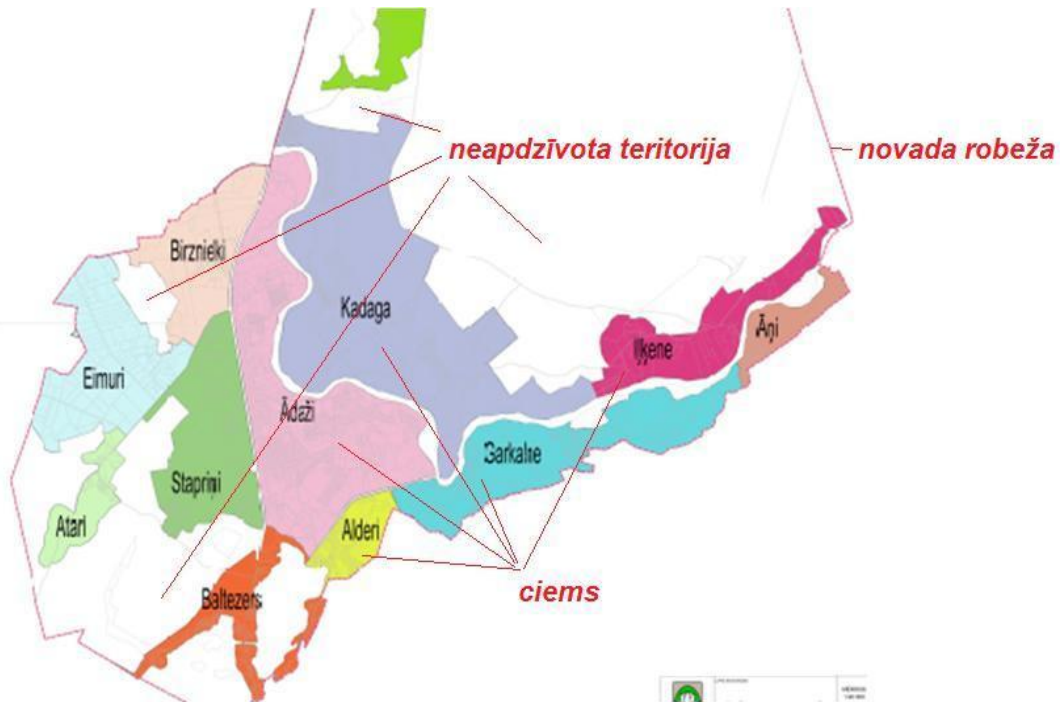 neapdzīvota teritorija
novada robeža
Birznieki
Kadaga
Iļķene
Āņi
Eimuri
Ādaži
Garkalne
Stapriņi
Atari
Alderi
ciems
Baltezers